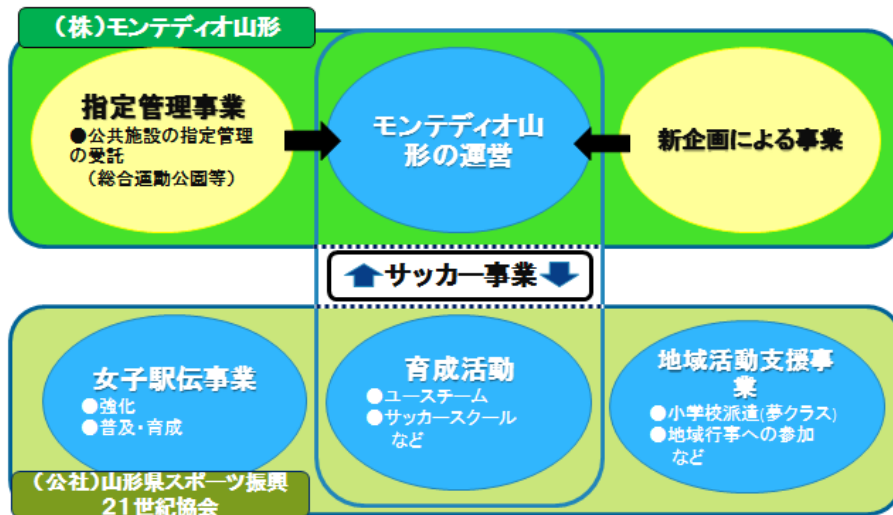 （株）モンテディオ山形
指定管理事業
●公共施設の指定管理
の受託
（総合運動公園等）
モンテディオ山
形の運営
新企画による事業
サッカー事業
女子駅伝事業
●強化
●普及・育成
育成活動
●ユースチーム
●サッカースクール
など
地域活動支援事
業
●小学校派遣(夢クラス)
●地域行事への参加
など
（公社）山形県スポーツ振興
21世紀協会